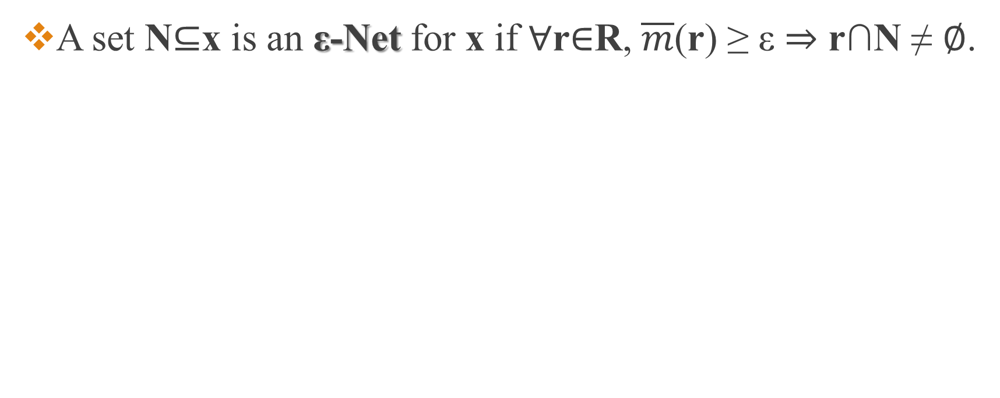 ❖A set N⊆x is an ε-Net for x if ∀r∈R, m̅(r) ≥ ε ⇒ r∩N ≠ ∅.